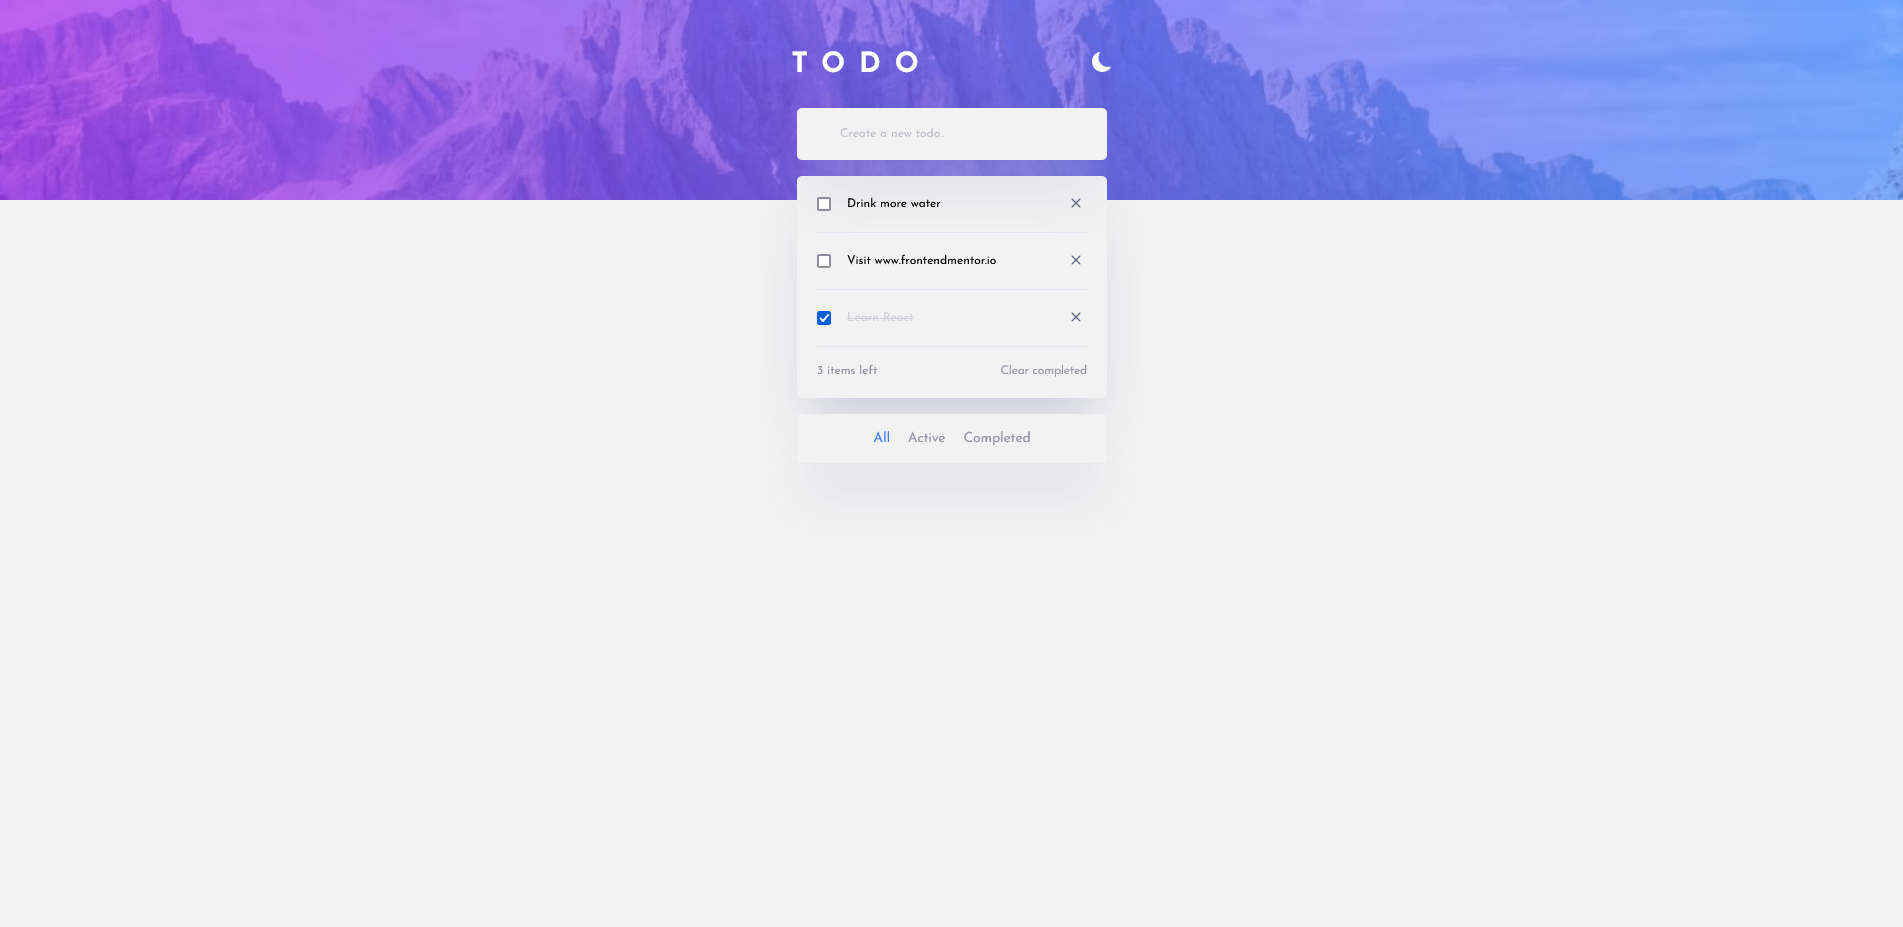 TODO
Create a new todo..
Drink more water
Visit www.frontendmentor.io
Learn React
3 items left Clear completed
All Active Completed